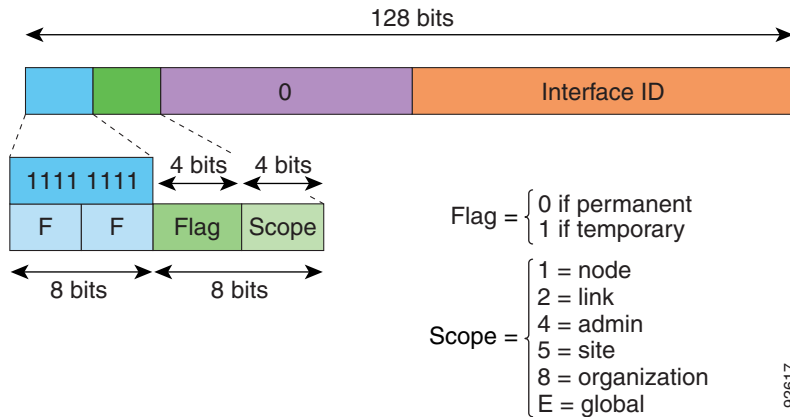 128 bits
0
Interface ID
4 bits
4 bits
1111 1111
F
F
Flag
Scope
8 bits
8 bits
Flag =
0 if permanent
1 if temporary
Scope =
1 = node
2 = link
4 = admin
5 = site
8 = organization
E = global
92617